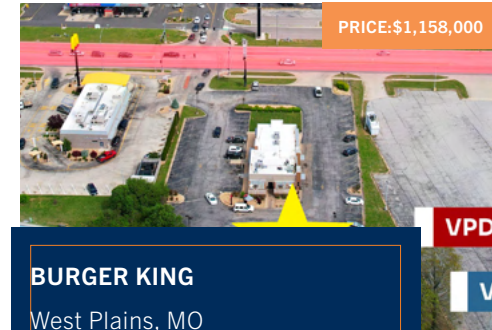 PRICE:$1,158,000
VPD
V
BURGER KING
West Plains, MO